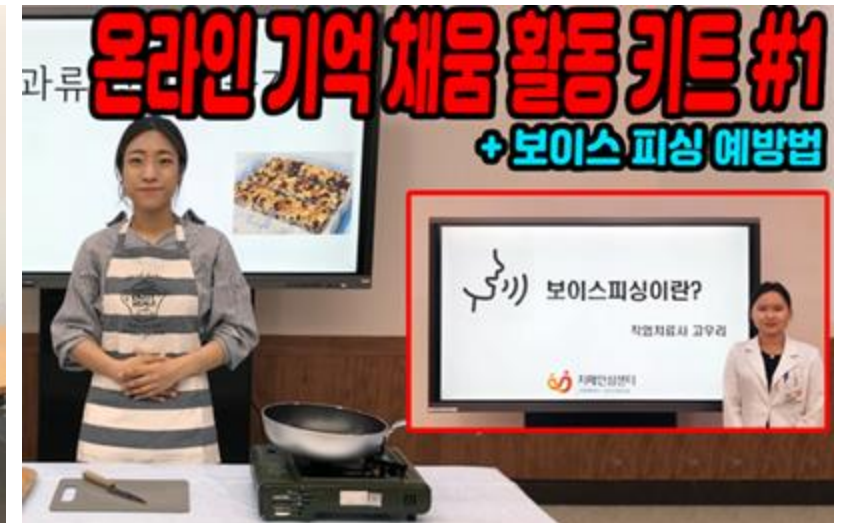 온라인 기억 채움 활동 키트 #1
+ 보이스 피싱 예방법
과류
보이스피싱이란?
작업치료사 고우리
치매안심센터